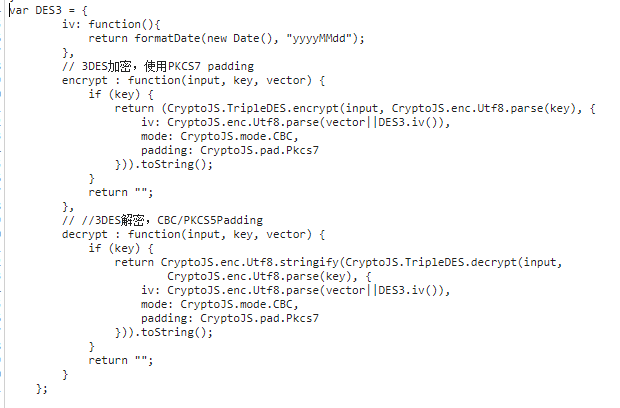 var DES3 = {
iv: function(){
return formatDate(new Date(), "yyyyMMdd");
},
// 3DES加密，使用PKCS7 padding
encrypt : function(input, key, vector) {
if (key) {
return (CryptoJS.TripleDES.encrypt(input, CryptoJS.enc.Utf8.parse(key), {
iv: CryptoJS.enc.Utf8.parse(vector||DES3.iv()),
mode: CryptoJS.mode.CBC,
padding: CryptoJS.pad.Pkcs7
})).toString();
}
return "";
},
// //3DES解密，CBC/PKCS5Padding
decrypt : function(input, key, vector) {
if (key) {
return CryptoJS.enc.Utf8.stringify(CryptoJS.TripleDES.decrypt(input,
CryptoJS.enc.Utf8.parse(key), {
iv: CryptoJS.enc.Utf8.parse(vector||DES3.iv()),
mode: CryptoJS.mode.CBC,
padding: CryptoJS.pad.Pkcs7
})).toString();
}
return "";
}
};